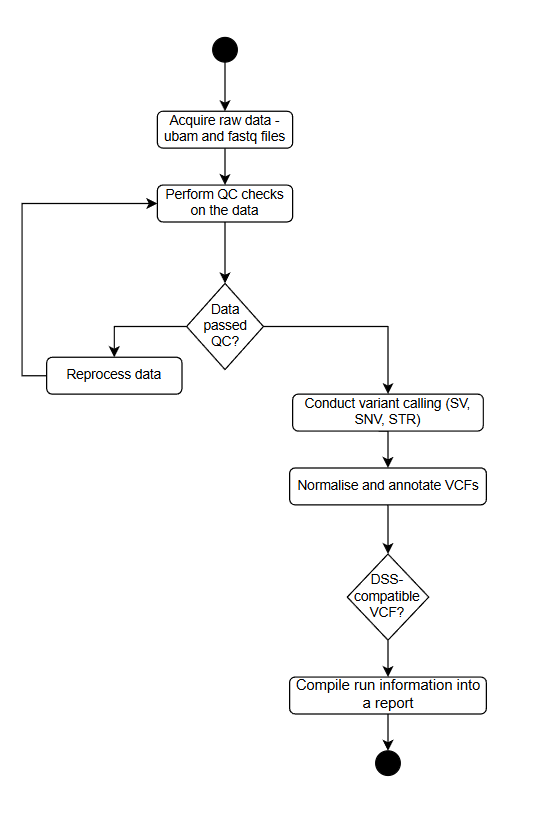 Acquire raw data -
ubam and fastq files
Perform QC checks
on the data
Data
passed
QC?
Reprocess data
Conduct variant calling (SV,
SNV, STR)
Normalise and annotate VCFs
DSS-
compatible
VCF?
Compile run information into
a report